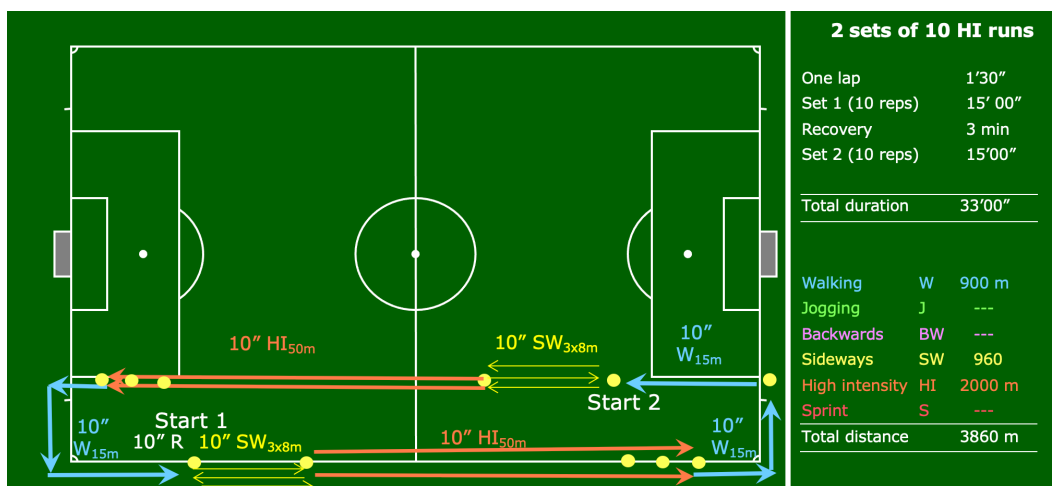 2 sets of 10 HI runs
One lap 1'30”
Set 1 (10 reps) 15' 00”
Recovery 3 min
Set 2 (10 reps) 15'00”
Total duration 33'00”
Walking W 900 m
Jogging J ---
Backwards BW ---
Sideways SW 960
High intensity HI 2000 m
Sprint S ---
Total distance 3860 m
10” HI50m
10” SW3x8m
10”
W15m
Start 2
Start 1
10”
W15m
10” R
10” SW3x8m
10” HI50m
10”
W15m